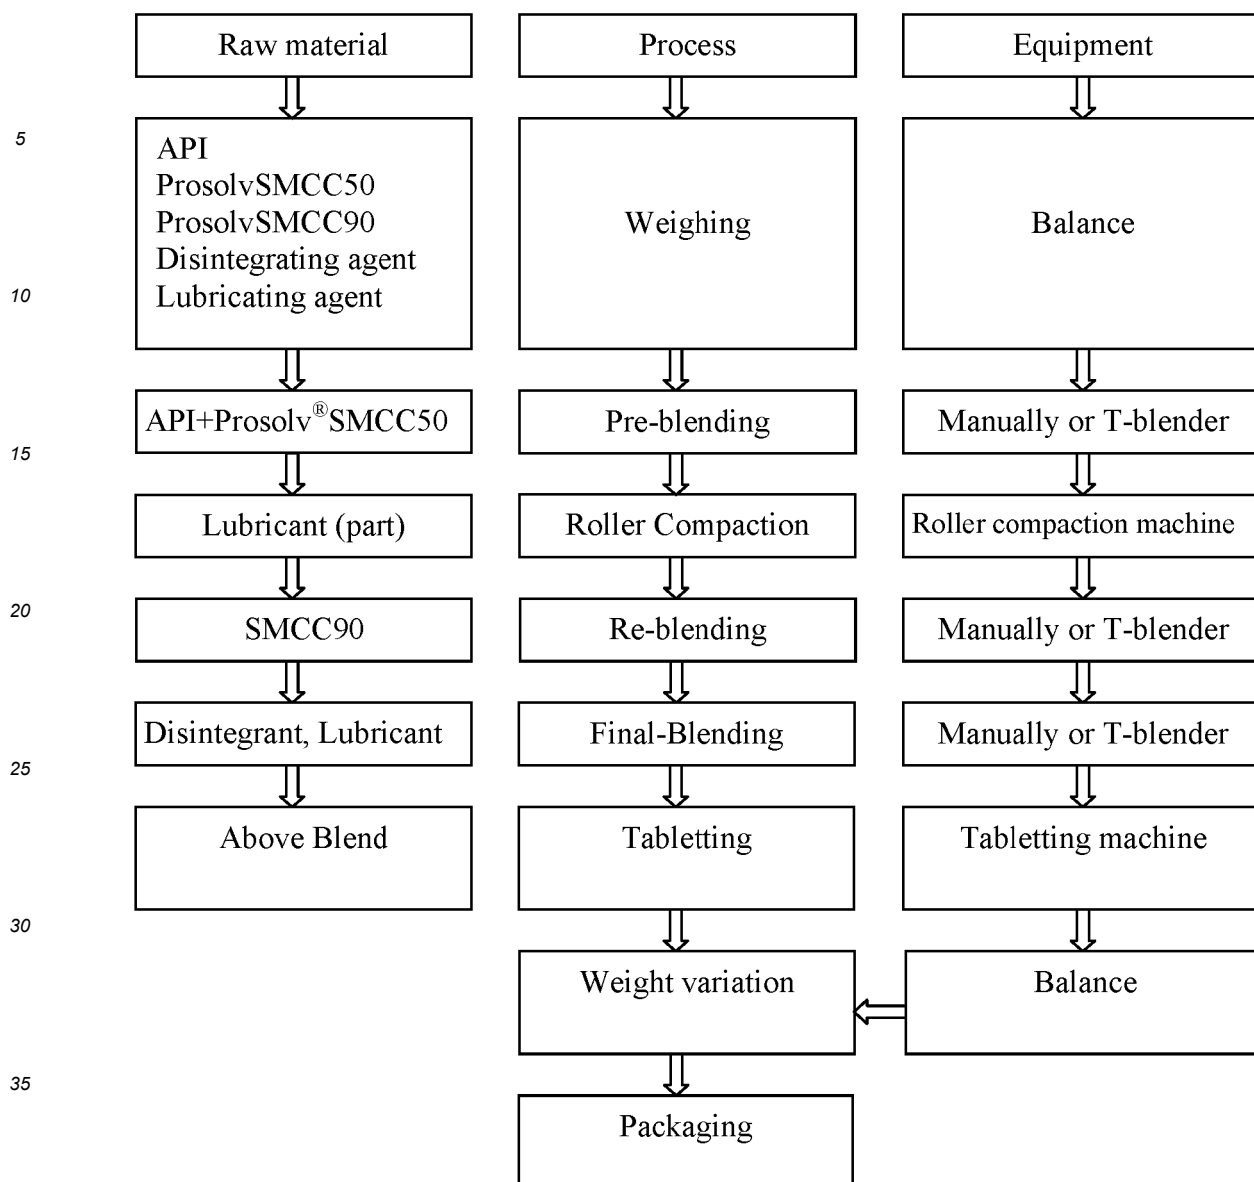 Raw material
Process
Equipment
5
API
ProsolvSMCC50
ProsolvSMCC90
Disintegrating agent
Lubricating agent
Weighing
Balance
10
API+Prosolv®SMCC50
Pre-blending
Manually or T-blender
15
Lubricant (part)
Roller Compaction
Roller compaction machine
20
SMCC90
Re-blending
Manually or T-blender
Disintegrant, Lubricant
Final-Blending
Manually or T-blender
25
Above Blend
Tabletting
Tabletting machine
30
Weight variation
Balance
35
Packaging